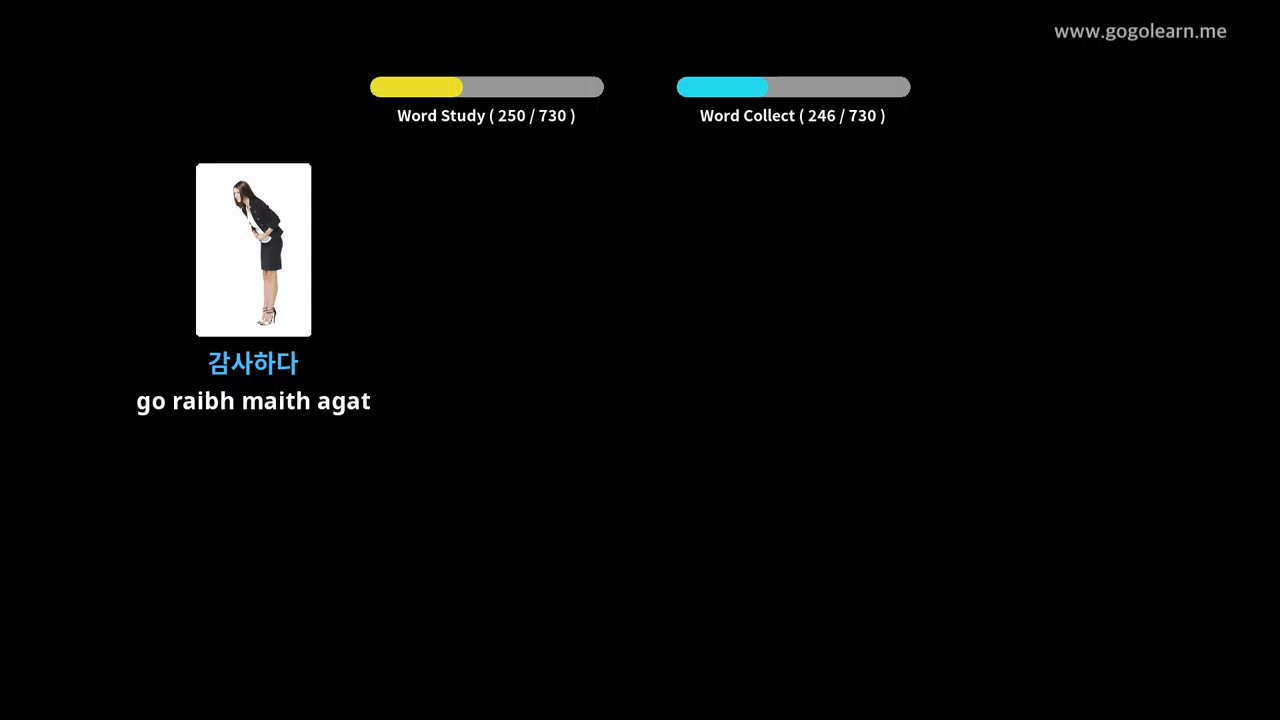 www.gogolearn.me
Word Study ( 250 / 730 )
Word Collect ( 246 / 730 )
감사하다
go raibh maith agat